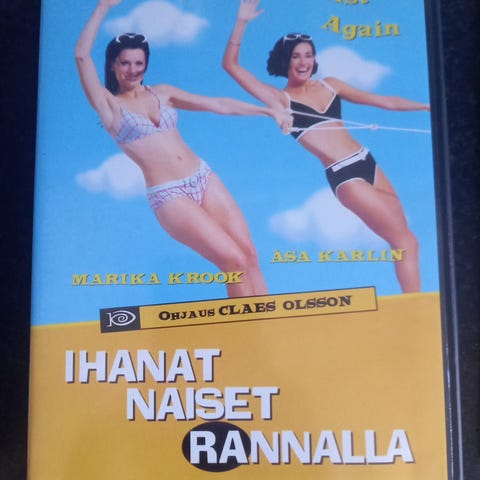 Again
MARIKA KROOK
ASA KARLIN
OHJAUS CLAES OLSSON
IHANAT
NAISET
RANNALLA